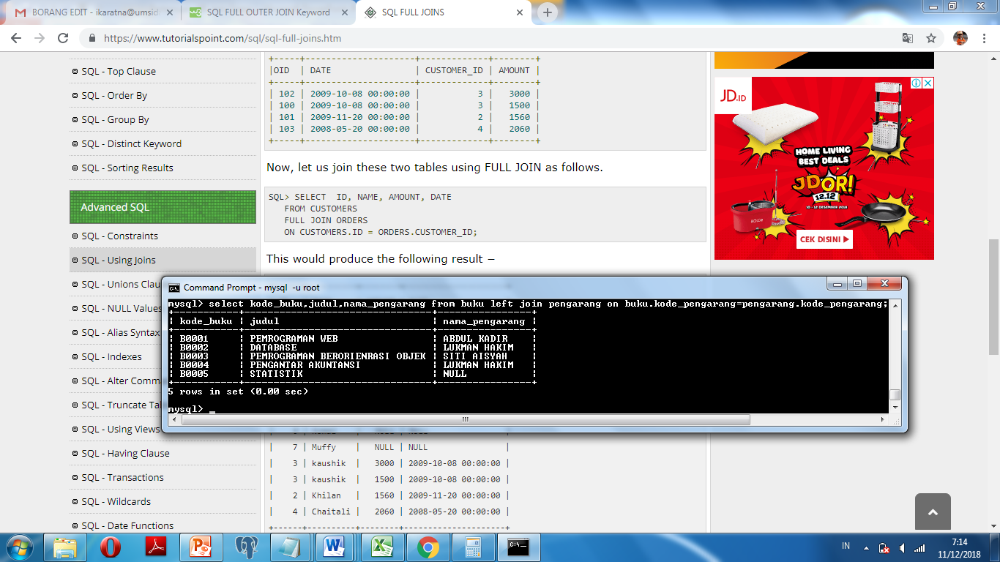 BORANG EDIT - ikaratna@umsid
SQL FULL OUTER JOIN Keyword
SQL FULL JOINS
https://www.tutorialspoint.com/sql/sql-full-joins.htm
SQL - Top Clause
SQL - Order By
SQL - Group By
SQL - Distinct Keyword
SQL - Sorting Results
Advanced SQL
SQL - Constraints
SQL - Using Joins
SQL - Unions Clau
SQL - NULL Values
SQL - Alias Syntax
SQL - Indexes
SQL - Alter Comma
SQL - Truncate Tal
SQL - Using Views
SQL - Having Clause
SQL - Transactions
SQL - Wildcards
SQL - Date Functions
+-----+---------------------+-------------+--------+
|OID  | DATE                | CUSTOMER_ID | AMOUNT |
+-----+---------------------+-------------+--------+
| 102 | 2009-10-08 00:00:00 |           3 |   3000 |
| 100 | 2009-10-08 00:00:00 |           3 |   1500 |
| 101 | 2009-11-20 00:00:00 |           2 |   1560 |
| 103 | 2008-05-20 00:00:00 |           4 |   2060 |
+-----+---------------------+-------------+--------+
Now, let us join these two tables using FULL JOIN as follows.
SQL> SELECT  ID, NAME, AMOUNT, DATE
FROM CUSTOMERS
FULL JOIN ORDERS
ON CUSTOMERS.ID = ORDERS.CUSTOMER_ID;
This would produce the following result −
Command Prompt - mysql -u root
mysql> select kode_buku,judul,nama_pengarang from buku left join pengarang on buku.kode_pengarang=pengarang.kode_pengarang;
+-----------+------------------------------+----------------+
| kode_buku | judul                        | nama_pengarang |
+-----------+------------------------------+----------------+
| B0001     | PEMROGRAMAN WEB              | ABDUL KADIR    |
| B0002     | DATABASE                     | LUKMAN HAKIM   |
| B0003     | PEMROGRAMAN BERORIENRASI OBJEK | SITI AISYAH    |
| B0004     | PENGANTAR AKUNTANSI          | LUKMAN HAKIM   |
| B0005     | STATISTIK                    | NULL           |
+-----------+------------------------------+----------------+
5 rows in set (0.00 sec)
mysql> _
|    7 | Muffy    |   NULL | NULL                |
|    3 | kaushik  |   3000 | 2009-10-08 00:00:00 |
|    3 | kaushik  |   1500 | 2009-10-08 00:00:00 |
|    2 | Khilan   |   1560 | 2009-11-20 00:00:00 |
|    4 | Chaitali |   2060 | 2008-05-20 00:00:00 |
+------+----------+--------+---------------------+
JD.ID
HOME LIVING
BEST DEALS
JDOR!
12.12
10 - 12 DESEMBER 2018
BOLDe
CEK DISINI
IN
7:14
11/12/2018